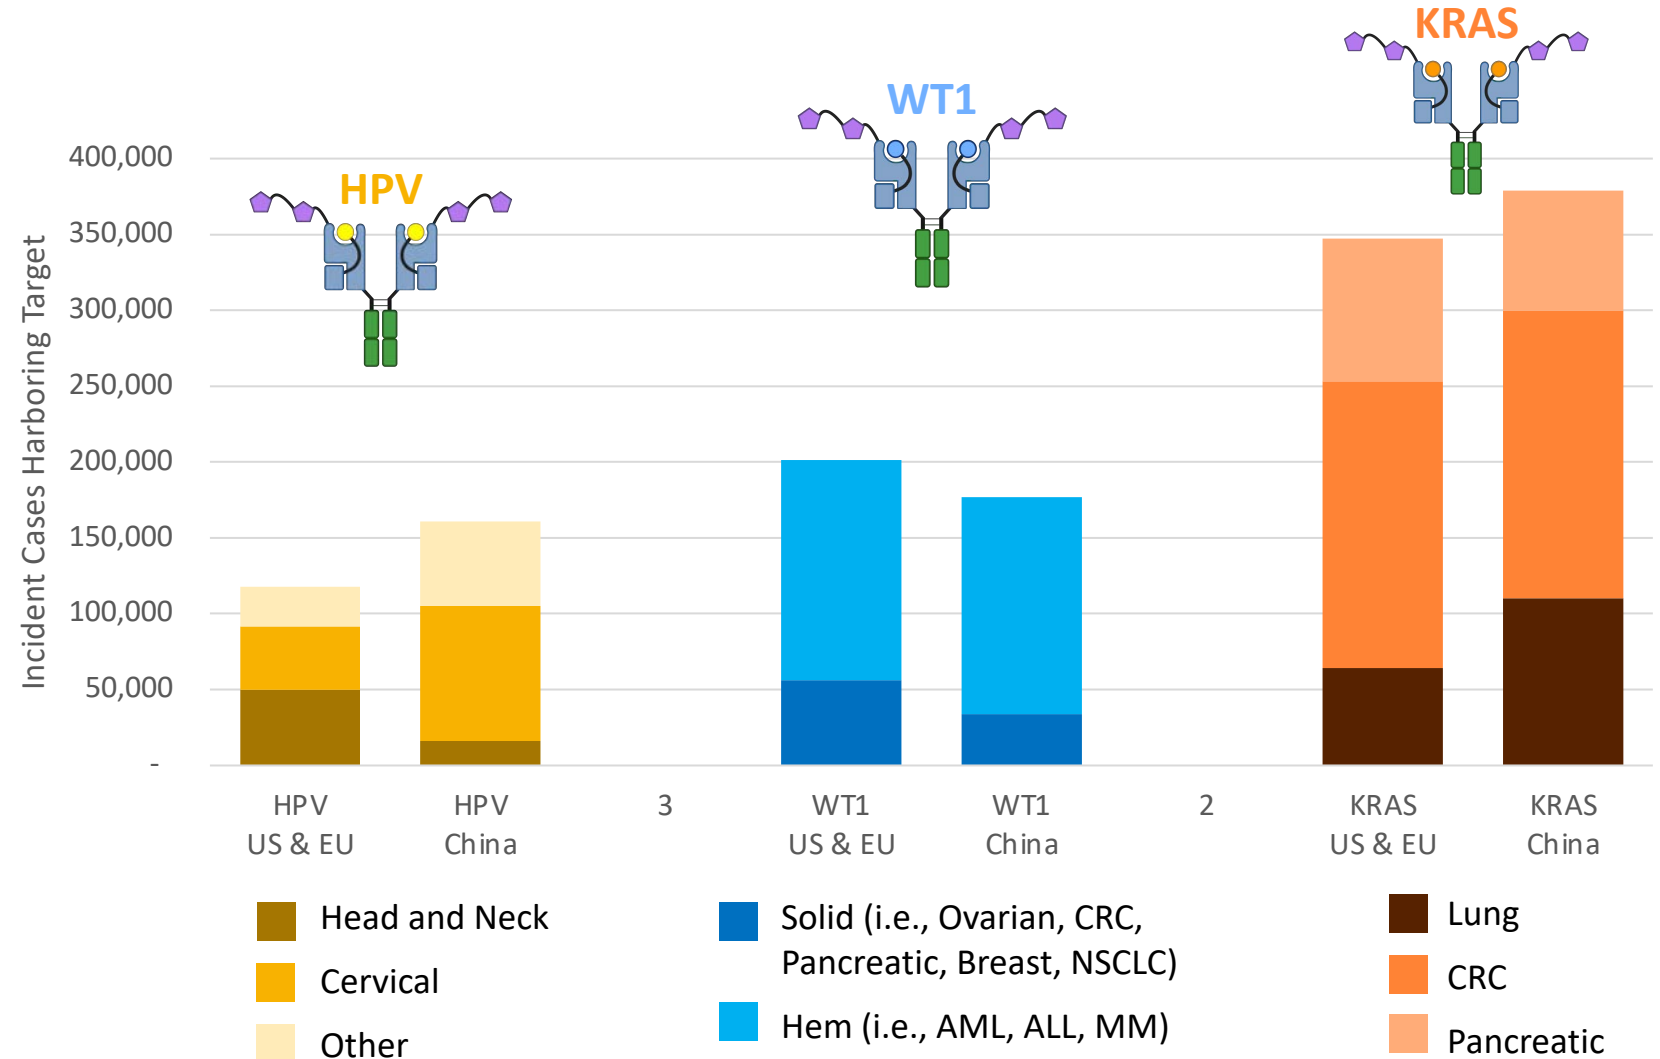 KRAS
WT1
HPV
Incident Cases Harboring Target
400,000
350,000
300,000
250,000
200,000
150,000
100,000
50,000
-
HPV
US & EU
HPV
China
3
WT1
US & EU
WT1
China
2
KRAS
US & EU
KRAS
China
Head and Neck
Cervical
Other
Solid (i.e., Ovarian, CRC,
Pancreatic, Breast, NSCLC)
Hem (i.e., AML, ALL, MM)
Lung
CRC
Pancreatic